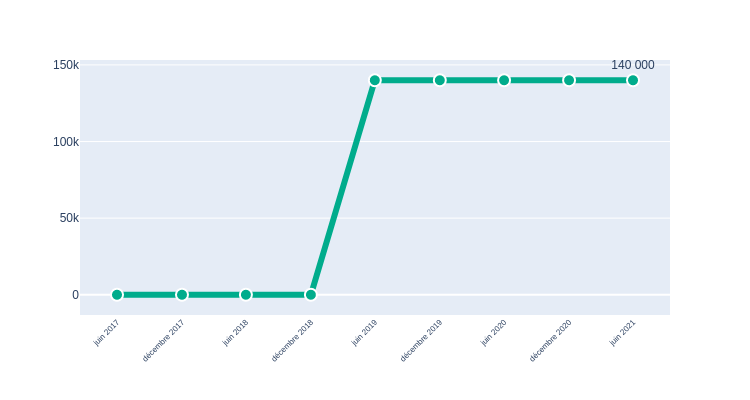 150k
100k
50k
0
140 000
juin 2017
décembre 2017
juin 2018
décembre 2018
juin 2019
décembre 2019
juin 2020
décembre 2020
juin 2021